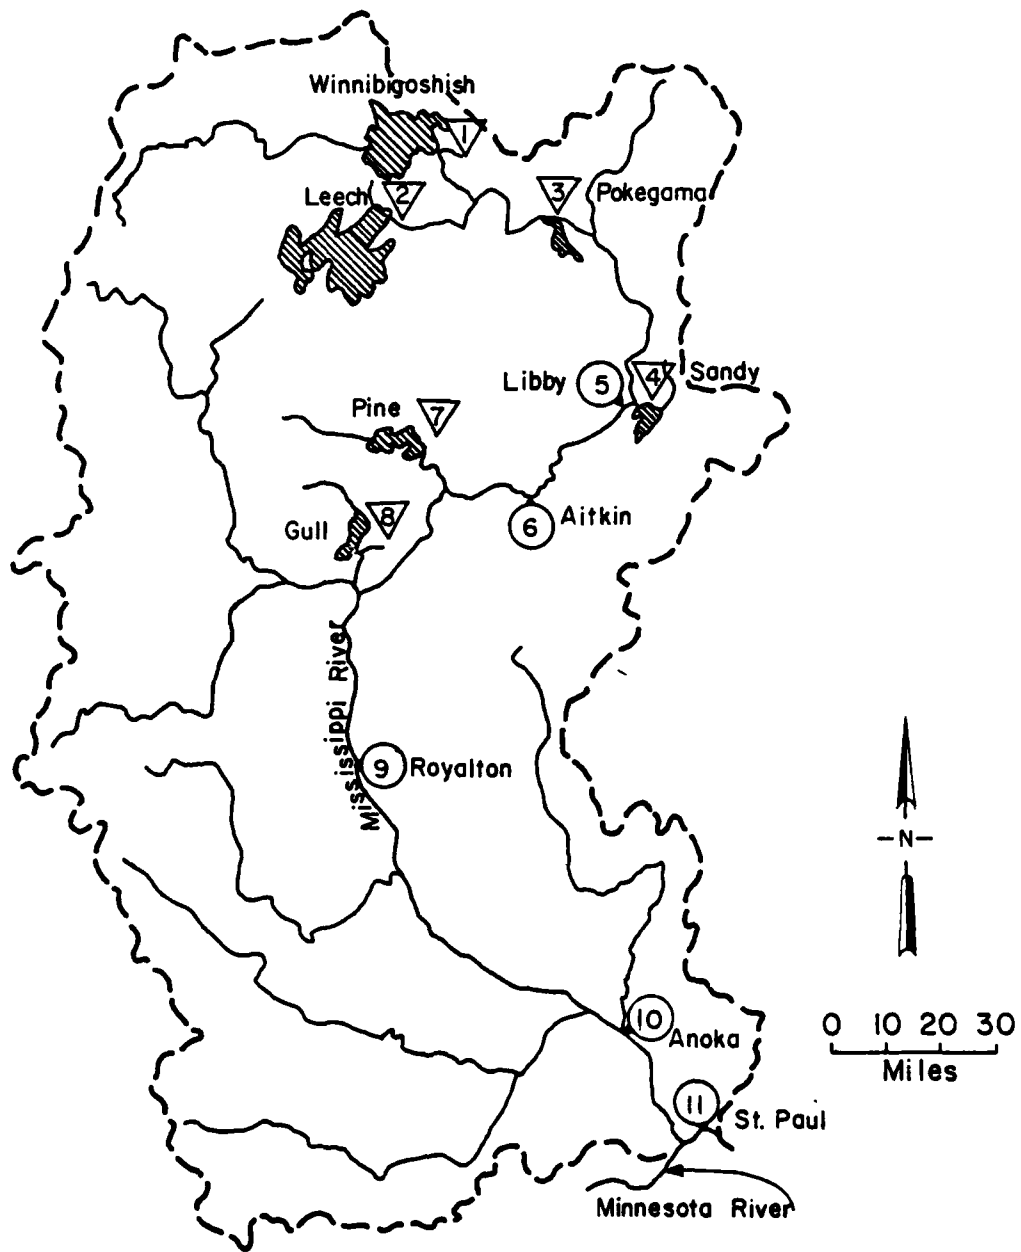 Winnibigoshish
1
Leech
2
3
Pokegama
Libby
5
4
Sandy
Pine
7
Gull
8
6
Aitkin
Mississippi River
9
Royalton
-N-
10
Anoka
0 10 20 30
Miles
11
St. Paul
Minnesota River